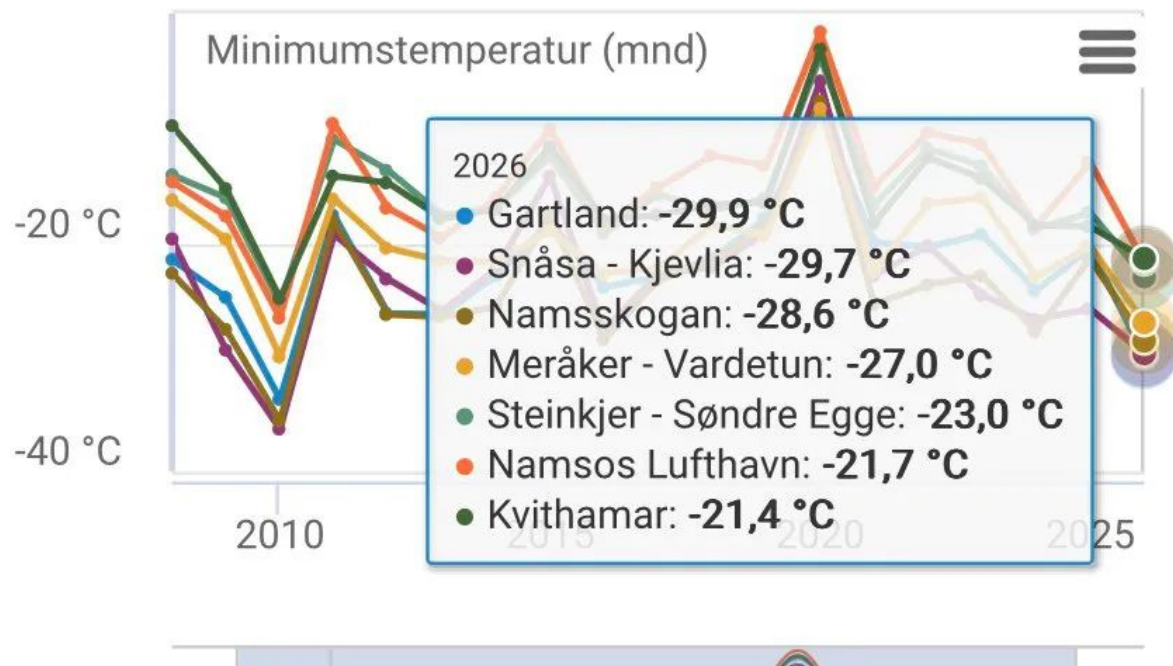 Minimumstemperatur (mnd)
-20 °C
-40 °C
2026
Gartland: -29,9 °C
Snåsa - Kjevlia: -29,7 °C
Namsskogan: -28,6 °C
Meråker - Vardetun: -27,0 °C
Steinkjer - Søndre Egge: -23,0 °C
Namsos Lufthavn: -21,7 °C
Kvithamar: -21,4 °C
2010 2015 2020 2025